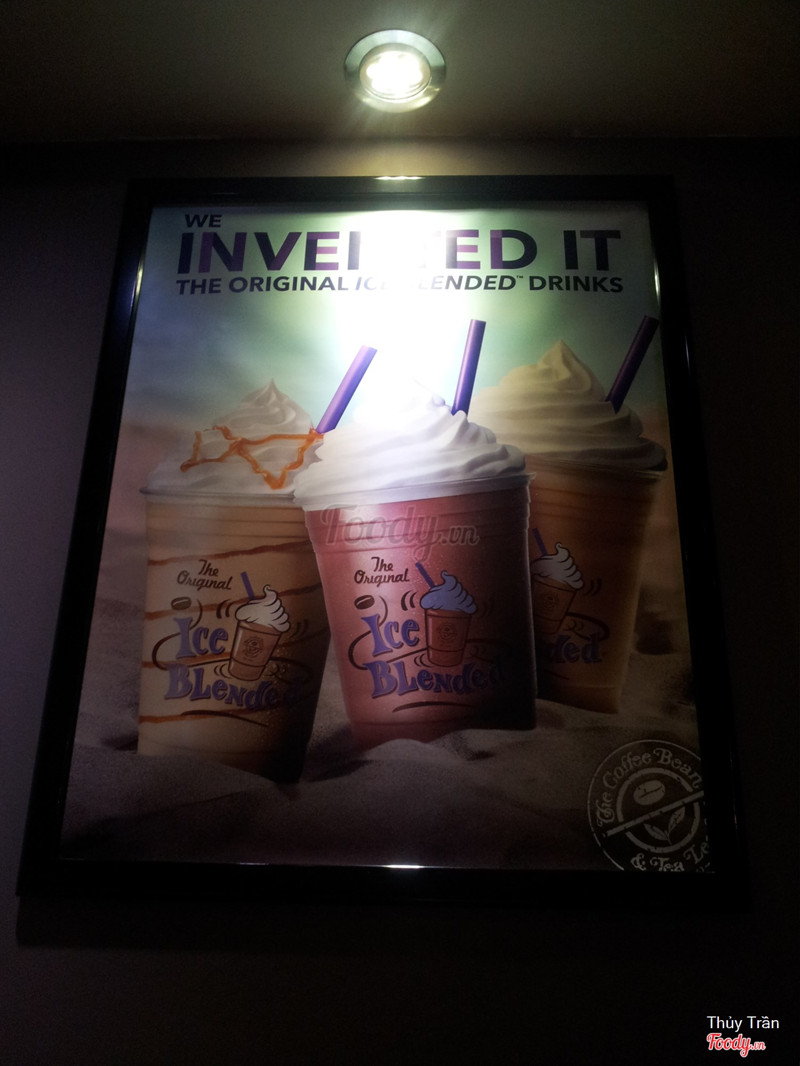 WE
INVENTED IT
THE ORIGINAL ICE BLENDED™ DRINKS
Foody.vn
The Original
Ice
Blended
The Original
Ice
Blended
The Coffee Bean
& Tea
Thủy Trần
Foody.vn